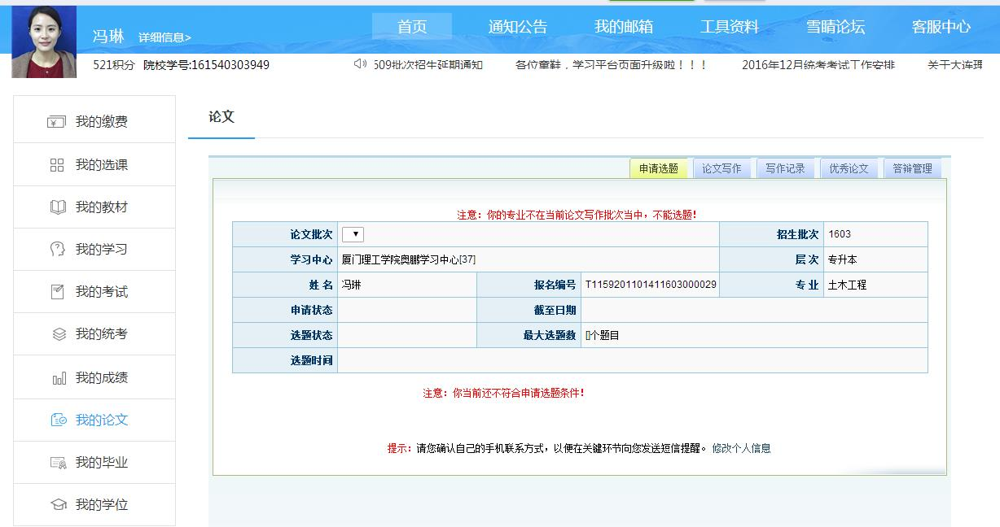 首页 通知公告 我的邮箱 工具资料 雪晴论坛 客服中心
冯琳 详细信息>
521积分 院校学号:161540303949
509批次招生延期通知 各位童鞋，学习平台页面升级啦！！！ 2016年12月统考考试工作安排 关于大连理
我的缴费
我的选课
我的教材
我的学习
我的考试
我的统考
我的成绩
我的论文
我的毕业
我的学位
论文
申请选题 论文写作 写作记录 优秀论文 答辩管理
注意：你的专业不在当前论文写作批次当中，不能选题！
论文批次 招生批次 1603
学习中心 厦门理工学院奥鹏学习中心[37] 层 次 专升本
姓 名 冯琳 报名编号 T1159201101411603000029 专 业 土木工程
申请状态 截至日期
选题状态 最大选题数 []个题目
选题时间
注意：你当前还不符合申请选题条件！
提示：请您确认自己的手机联系方式，以便在关键环节向您发送短信提醒。 修改个人信息